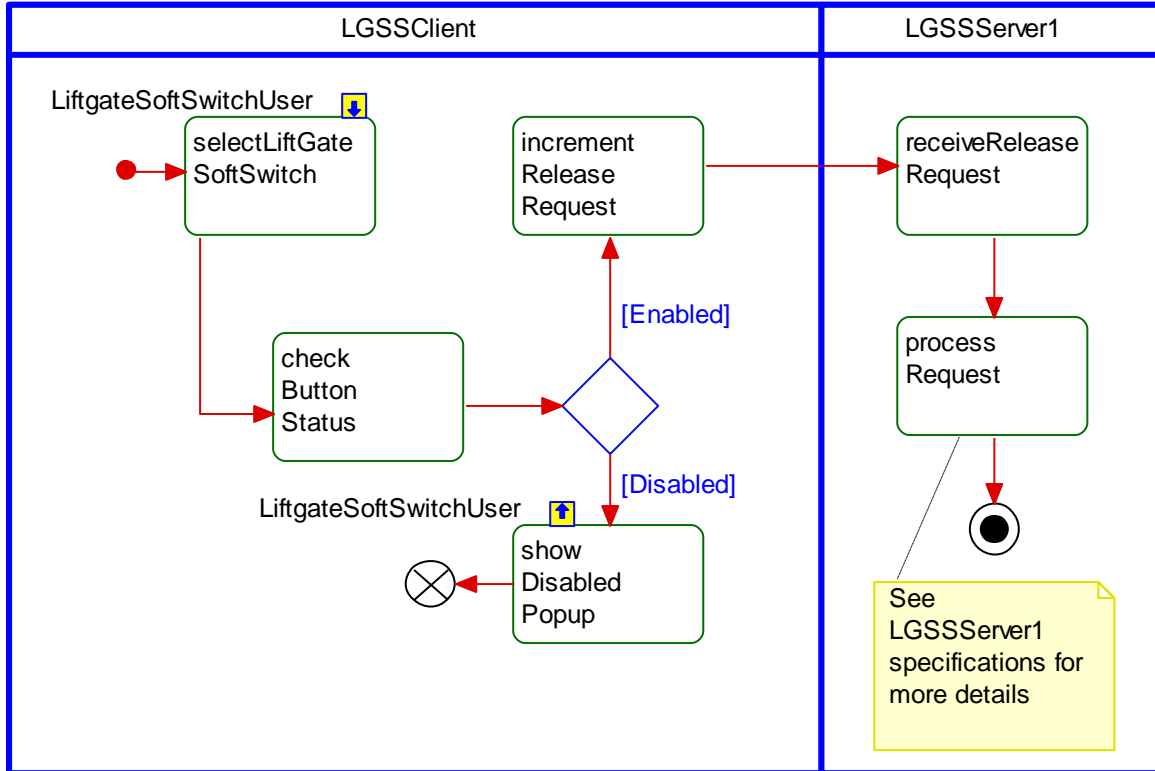 LGSSClient
LGSSServer1
LiftgateSoftSwitchUser
selectLiftGate
SoftSwitch
increment
Release
Request
receiveRelease
Request
[Enabled]
check
Button
Status
process
Request
[Disabled]
LiftgateSoftSwitchUser
show
Disabled
Popup
See
LGSSServer1
specifications for
more details